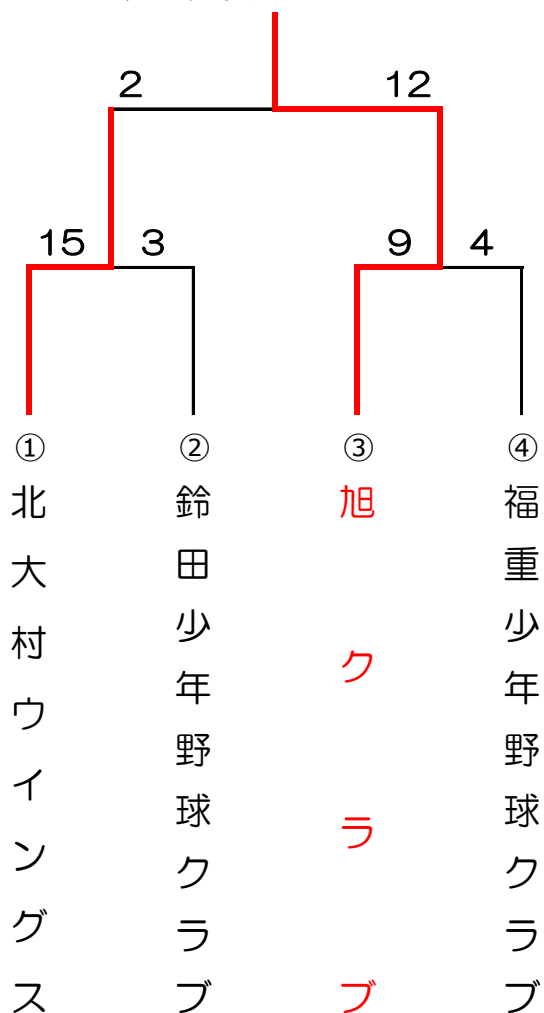 2 12
15 3 9 4
① ② ③ ④
北大村ウイングス
鈴田少年野球クラブ
旭クラブ
福重少年野球クラブ